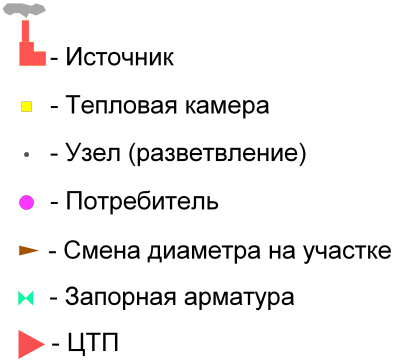 - Источник
- Тепловая камера
- Узел (разветвление)
- Потребитель
- Смена диаметра на участке
- Запорная арматура
- ЦТП